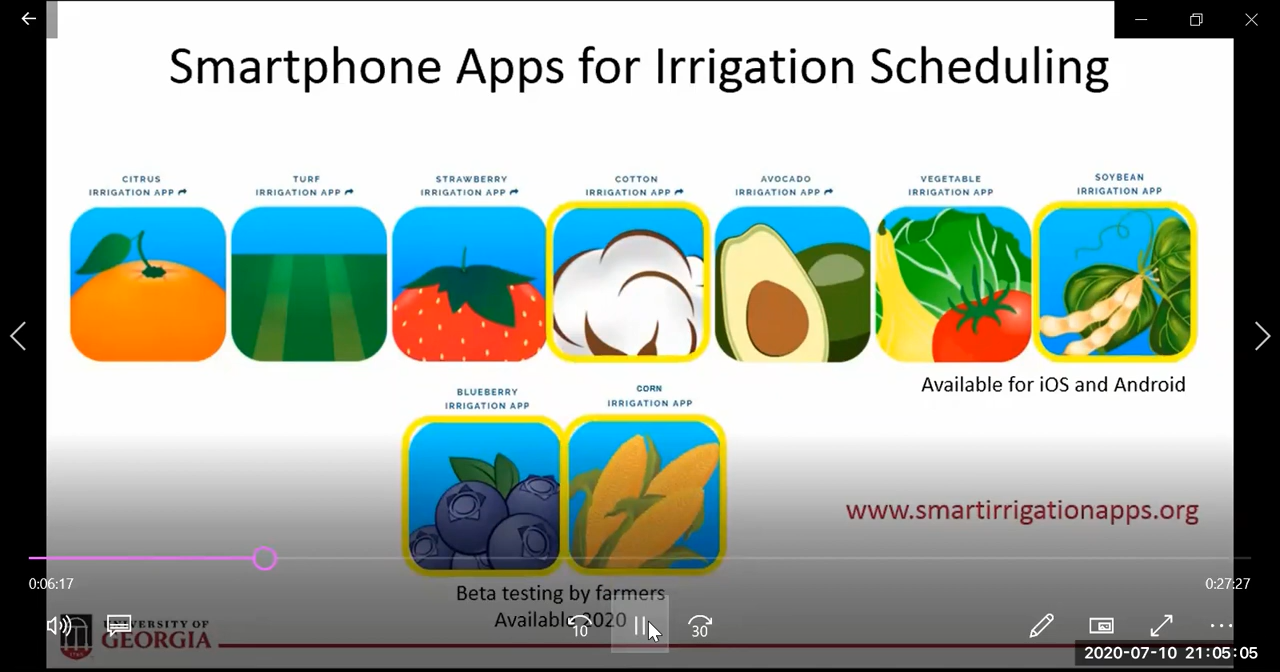 Smartphone Apps for Irrigation Scheduling
CITRUS
IRRIGATION APP
TURF
IRRIGATION APP
STRAWBERRY
IRRIGATION APP
COTTON
IRRIGATION APP
AVOCADO
IRRIGATION APP
VEGETABLE
IRRIGATION APP
SOYBEAN
IRRIGATION APP
Available for iOS and Android
BLUEBERRY
IRRIGATION APP
CORN
IRRIGATION APP
www.smartirrigationapps.org
0:06:17
0:27:27
Beta testing by farmers
Available 2020
UNIVERSITY OF
GEORGIA
10
30
2020-07-10 21:05:05